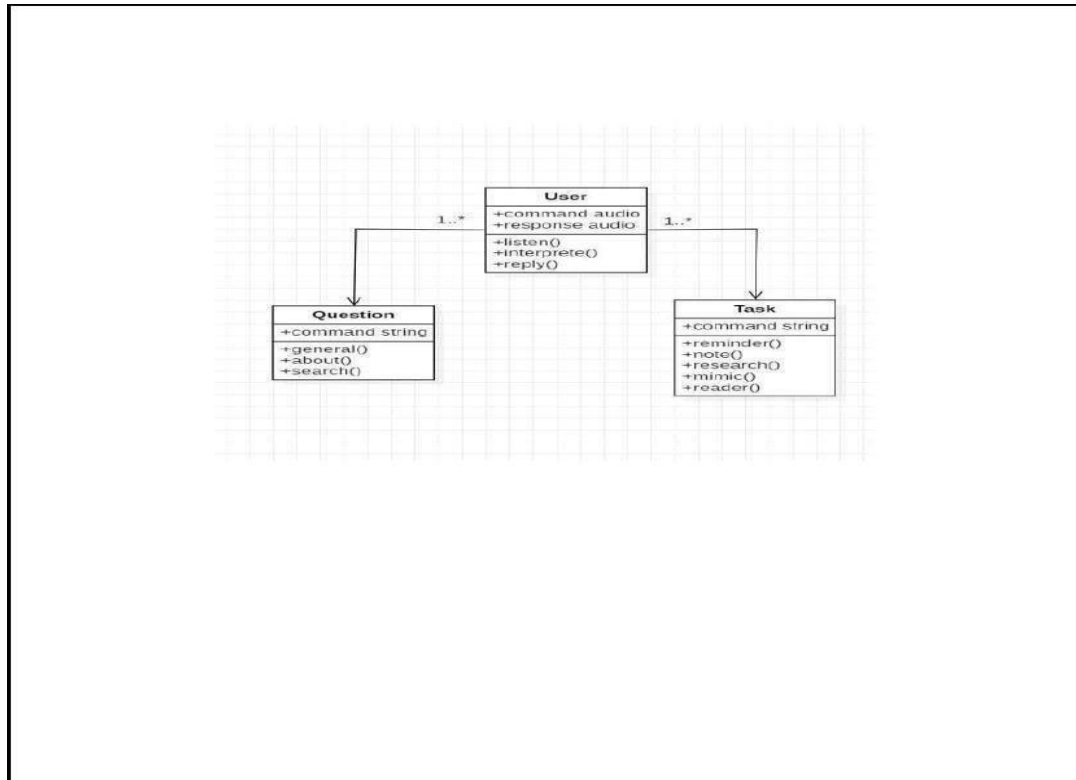 User
+command audio
+response audio
+listen()
+interprete()
+reply()
1..*
1..*
Question
+command string
+general()
+about()
+search()
Task
+command string
+reminder()
+note()
+research()
+mimic()
+reader()